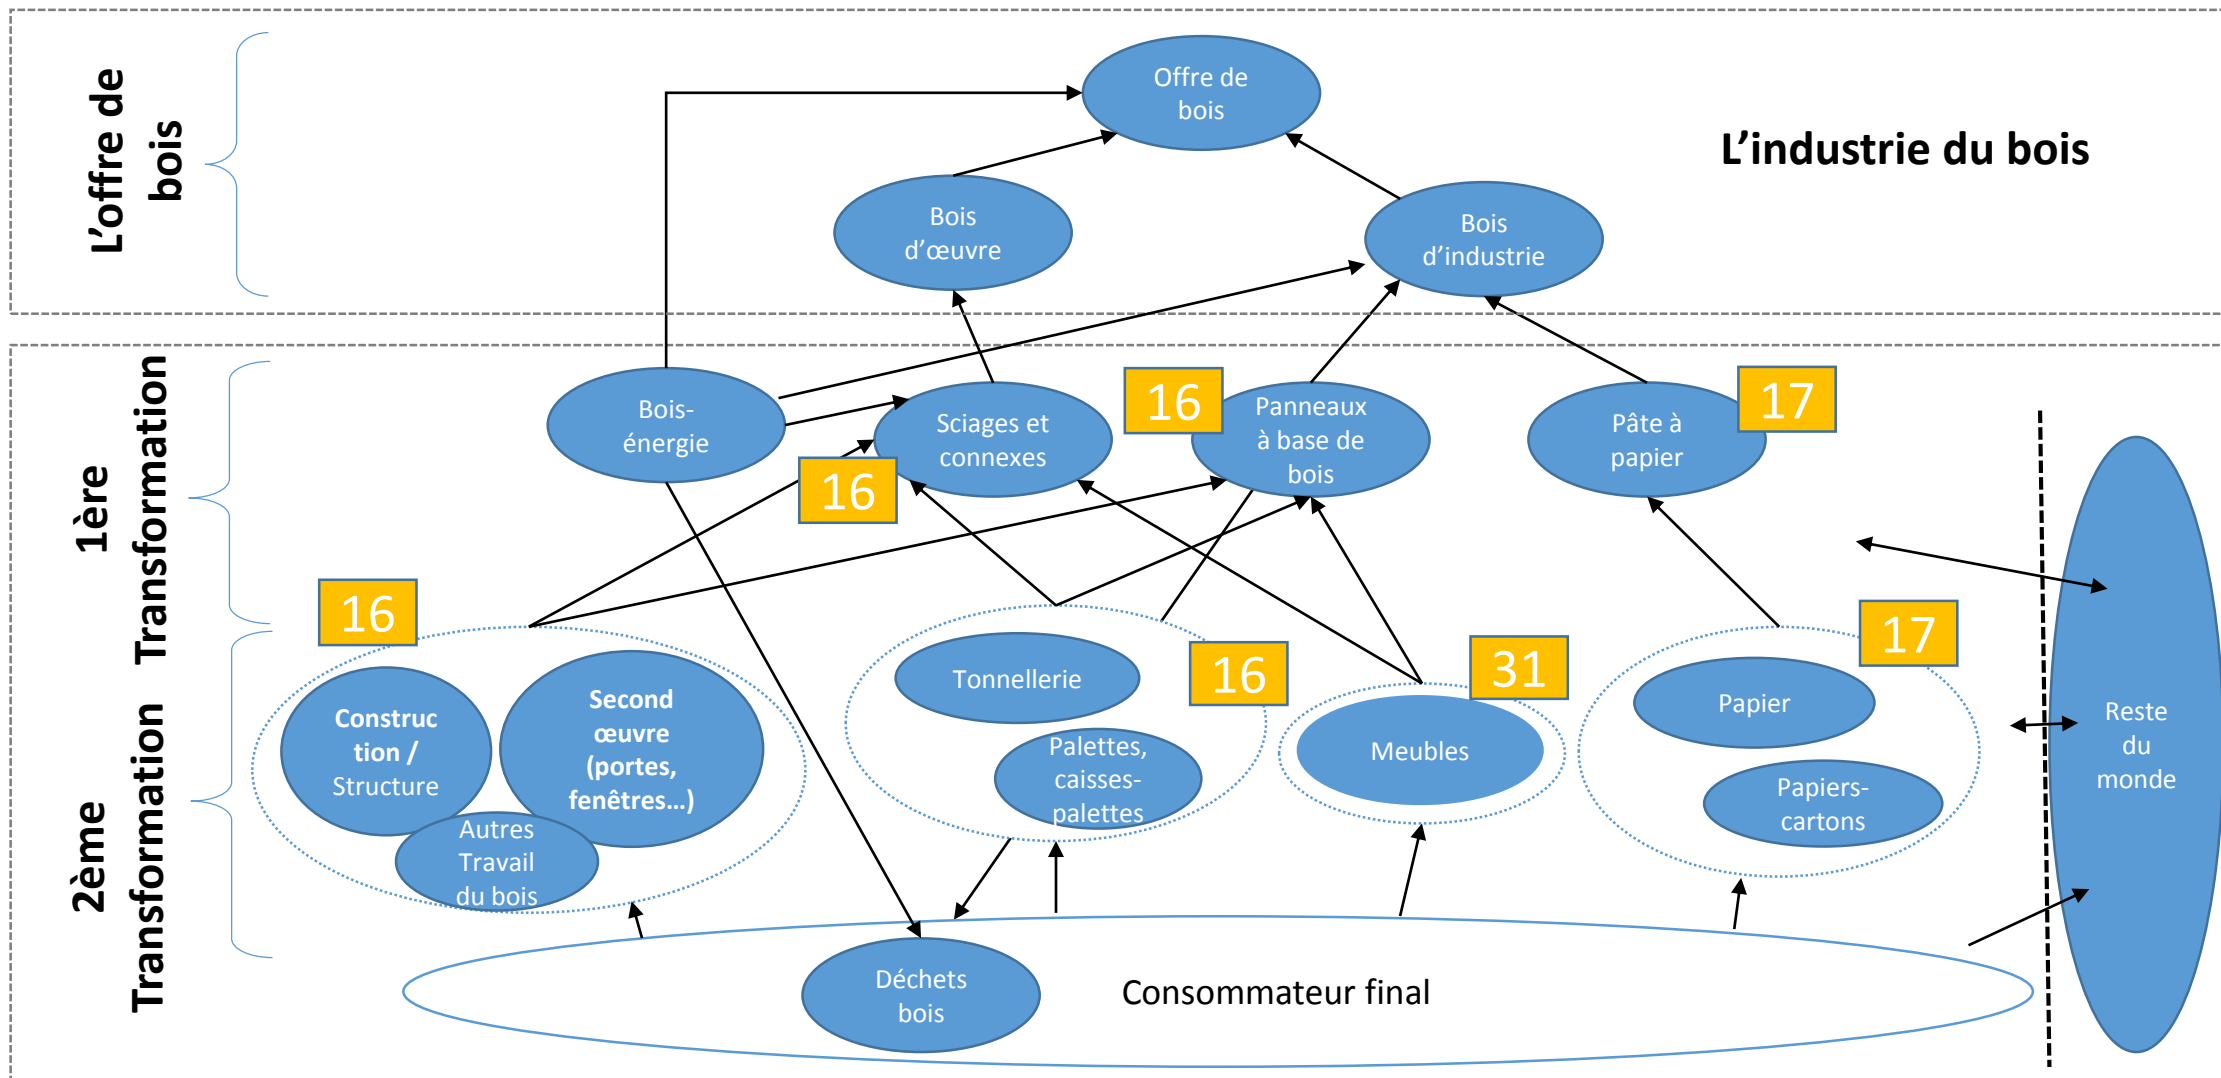 L'offre de
bois
Offre de
bois
L'industrie du bois
Bois
d'œuvre
Bois
d'industrie
1ère
Transformation
Bois-
énergie
Sciages et
connexes
16
16
Panneaux
à base de
bois
Pâte à
papier
17
2ème
Transformation
16
Construc
tion /
Structure
Second
œuvre
(portes,
fenêtres...)
Autres
Travail
du bois
Tonnellerie
16
Palettes,
caisses-
palettes
31
Meubles
17
Papier
Papiers-
cartons
Reste
du
monde
Déchets
bois
Consommateur final